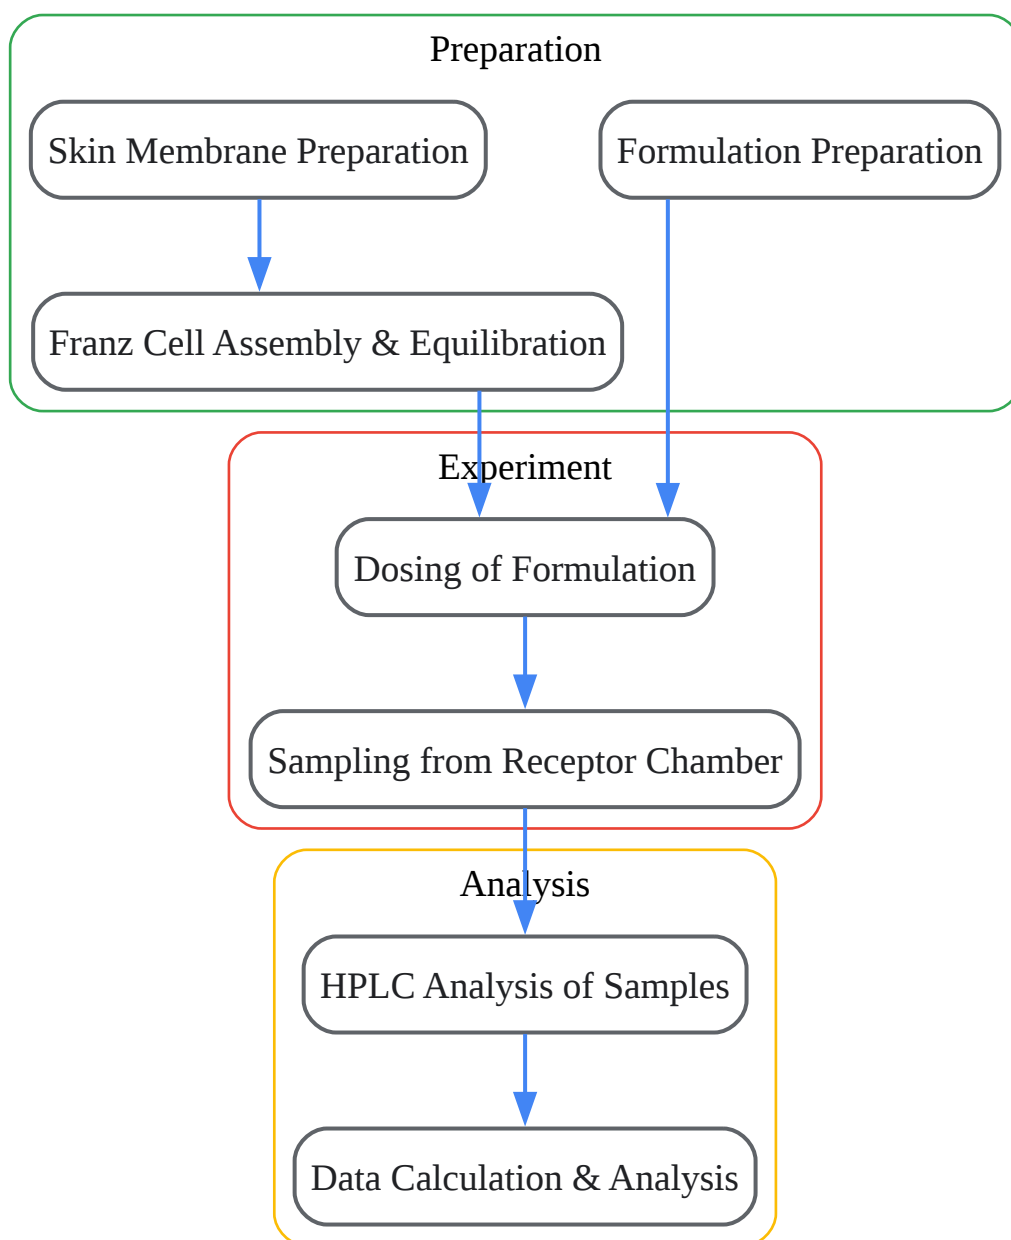 Preparation
Skin Membrane Preparation
Formulation Preparation
Franz Cell Assembly & Equilibration
Experiment
Dosing of Formulation
Sampling from Receptor Chamber
Analysis
HPLC Analysis of Samples
Data Calculation & Analysis